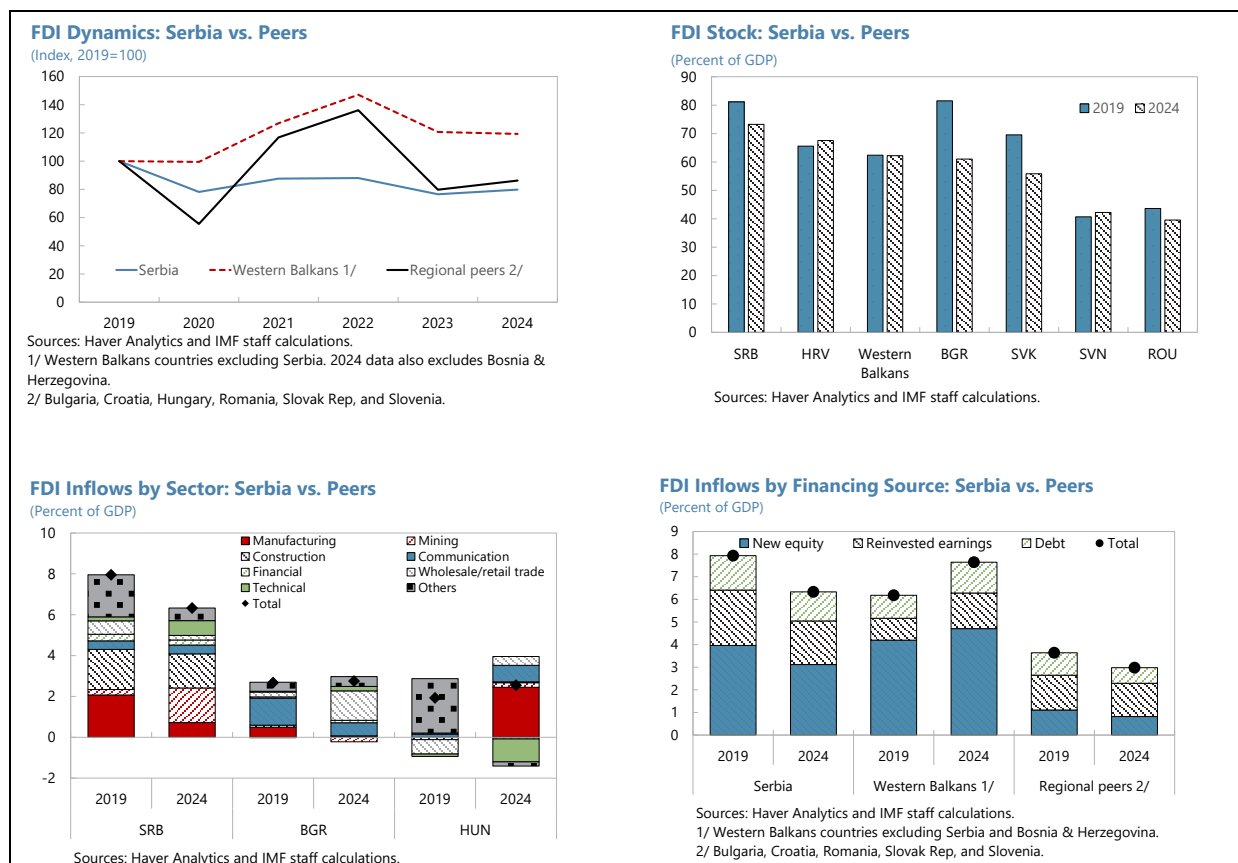 FDI Dynamics: Serbia vs. Peers
(Index, 2019=100)
160
140
120
100
80
60
40
20
0
Serbia
Western Balkans 1/
Regional peers 2/
2019 2020 2021 2022 2023 2024
Sources: Haver Analytics and IMF staff calculations.
1/ Western Balkans countries excluding Serbia. 2024 data also excludes Bosnia &
Herzegovina.
2/ Bulgaria, Croatia, Hungary, Romania, Slovak Rep, and Slovenia.
FDI Stock: Serbia vs. Peers
(Percent of GDP)
90
80
70
60
50
40
30
20
10
0
2019 2024
SRB HRV Western BGR SVK SVN ROU
Balkans
Sources: Haver Analytics and IMF staff calculations.
FDI Inflows by Sector: Serbia vs. Peers
(Percent of GDP)
10
8
6
4
2
0
-2
Manufacturing Mining
Construction Communication
Financial Wholesale/retail trade
Technical Others
Total
2019 2024 2019 2024 2019 2024
SRB BGR HUN
Sources: Haver Analytics and IMF staff calculations.
FDI Inflows by Financing Source: Serbia vs. Peers
(Percent of GDP)
9
8
7
6
5
4
3
2
1
0
New equity Reinvested earnings Debt Total
2019 2024 2019 2024 2019 2024
Serbia Western Balkans 1/ Regional peers 2/
Sources: Haver Analytics and IMF staff calculations.
1/ Western Balkans countries excluding Serbia and Bosnia & Herzegovina.
2/ Bulgaria, Croatia, Romania, Slovak Rep, and Slovenia.